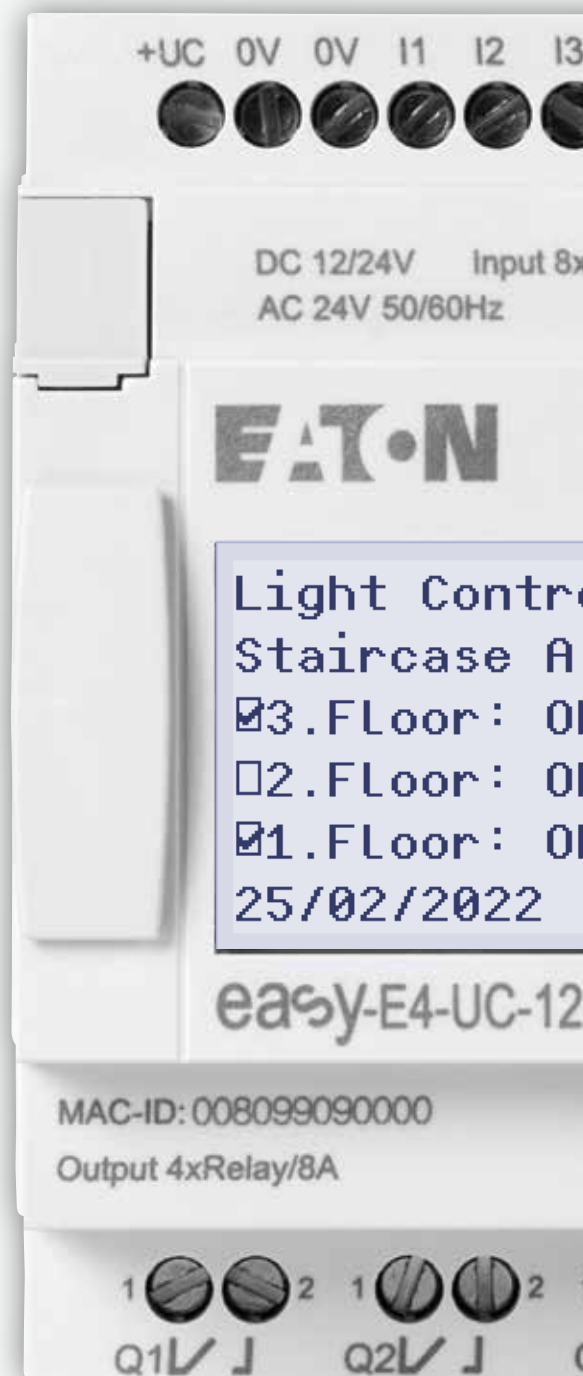 +UC 0V 0V I1 I2 I3
DC 12/24V Input 8x
AC 24V 50/60Hz
EATON
Light Contr
Staircase A
☑3.Floor: O
☐2.Floor: O
☑1.Floor: O
25/02/2022
easy-E4-UC-12
MAC-ID: 008099090000
Output 4xRelay/8A
1 2 1 2
Q1 Q2